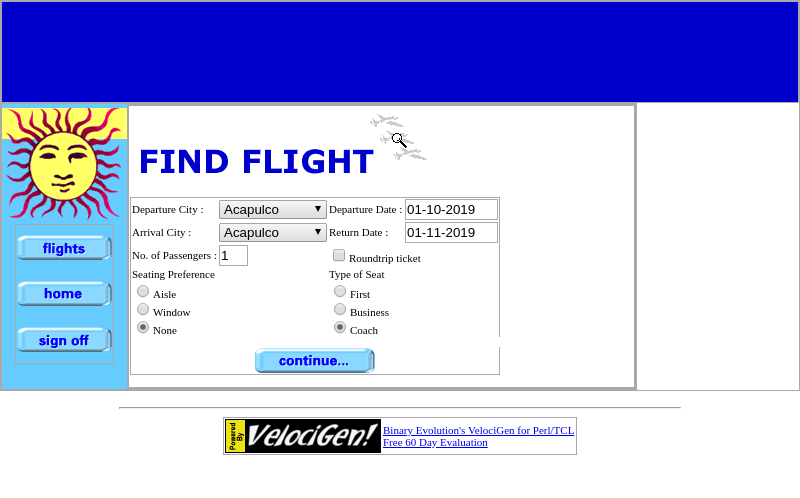 FIND FLIGHT
Departure City : Acapulco Departure Date : 01-10-2019
Arrival City : Acapulco Return Date : 01-11-2019
No. of Passengers : 1 Roundtrip ticket
Seating Preference Type of Seat
Aisle First
Window Business
None Coach
continue...
flights
home
sign off
Powered By VelociGen!
Binary Evolution's VelociGen for Perl/TCL
Free 60 Day Evaluation